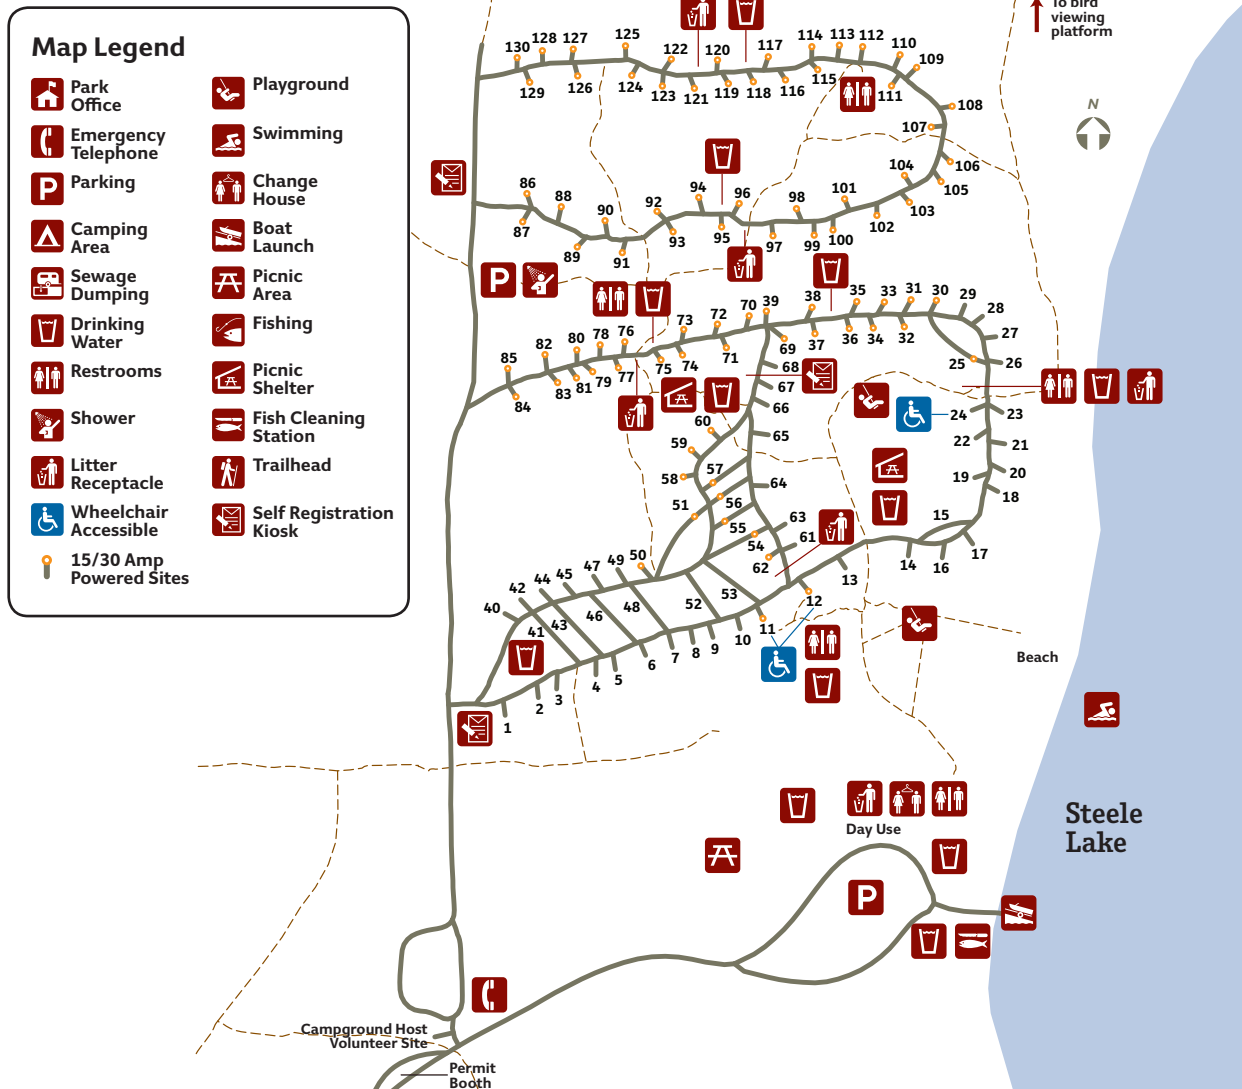 Map Legend
Park
Office
Emergency
Telephone
Parking
Camping
Area
Sewage
Dumping
Drinking
Water
Restrooms
Shower
Litter
Receptacle
Wheelchair
Accessible
15/30 Amp
Powered Sites
Playground
Swimming
Change
House
Boat
Launch
Picnic
Area
Fishing
Picnic
Shelter
Fish Cleaning
Station
Trailhead
Self Registration
Kiosk
P
To bird
viewing
platform
N
130
128
127
125
122
120
117
114
113
112
110
109
129
126
124
123
121
119
118
116
115
111
108
107
106
105
104
103
102
101
100
99
98
97
96
95
94
93
92
91
90
89
88
87
86
P
85
84
83
82
81
80
79
78
77
76
75
74
73
72
71
70
39
69
38
37
36
35
34
33
32
31
30
29
28
27
26
25
24
23
22
21
20
19
18
17
16
15
14
13
68
67
66
65
64
63
61
62
60
59
58
57
56
55
54
51
50
49
47
45
44
42
40
41
43
46
48
52
53
12
11
10
9
8
7
6
5
4
3
2
1
Beach
Steele
Lake
Day Use
P
Campground Host
Volunteer Site
Permit
Booth